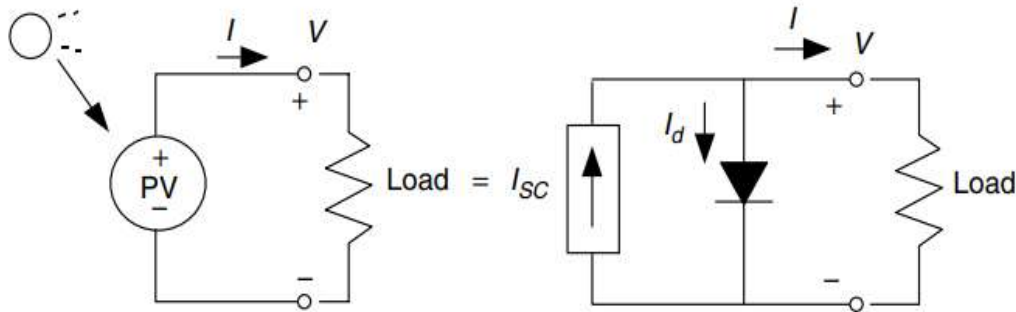 I V I V
+ +
I_d
+
PV
−
Load = I_SC Load
− −